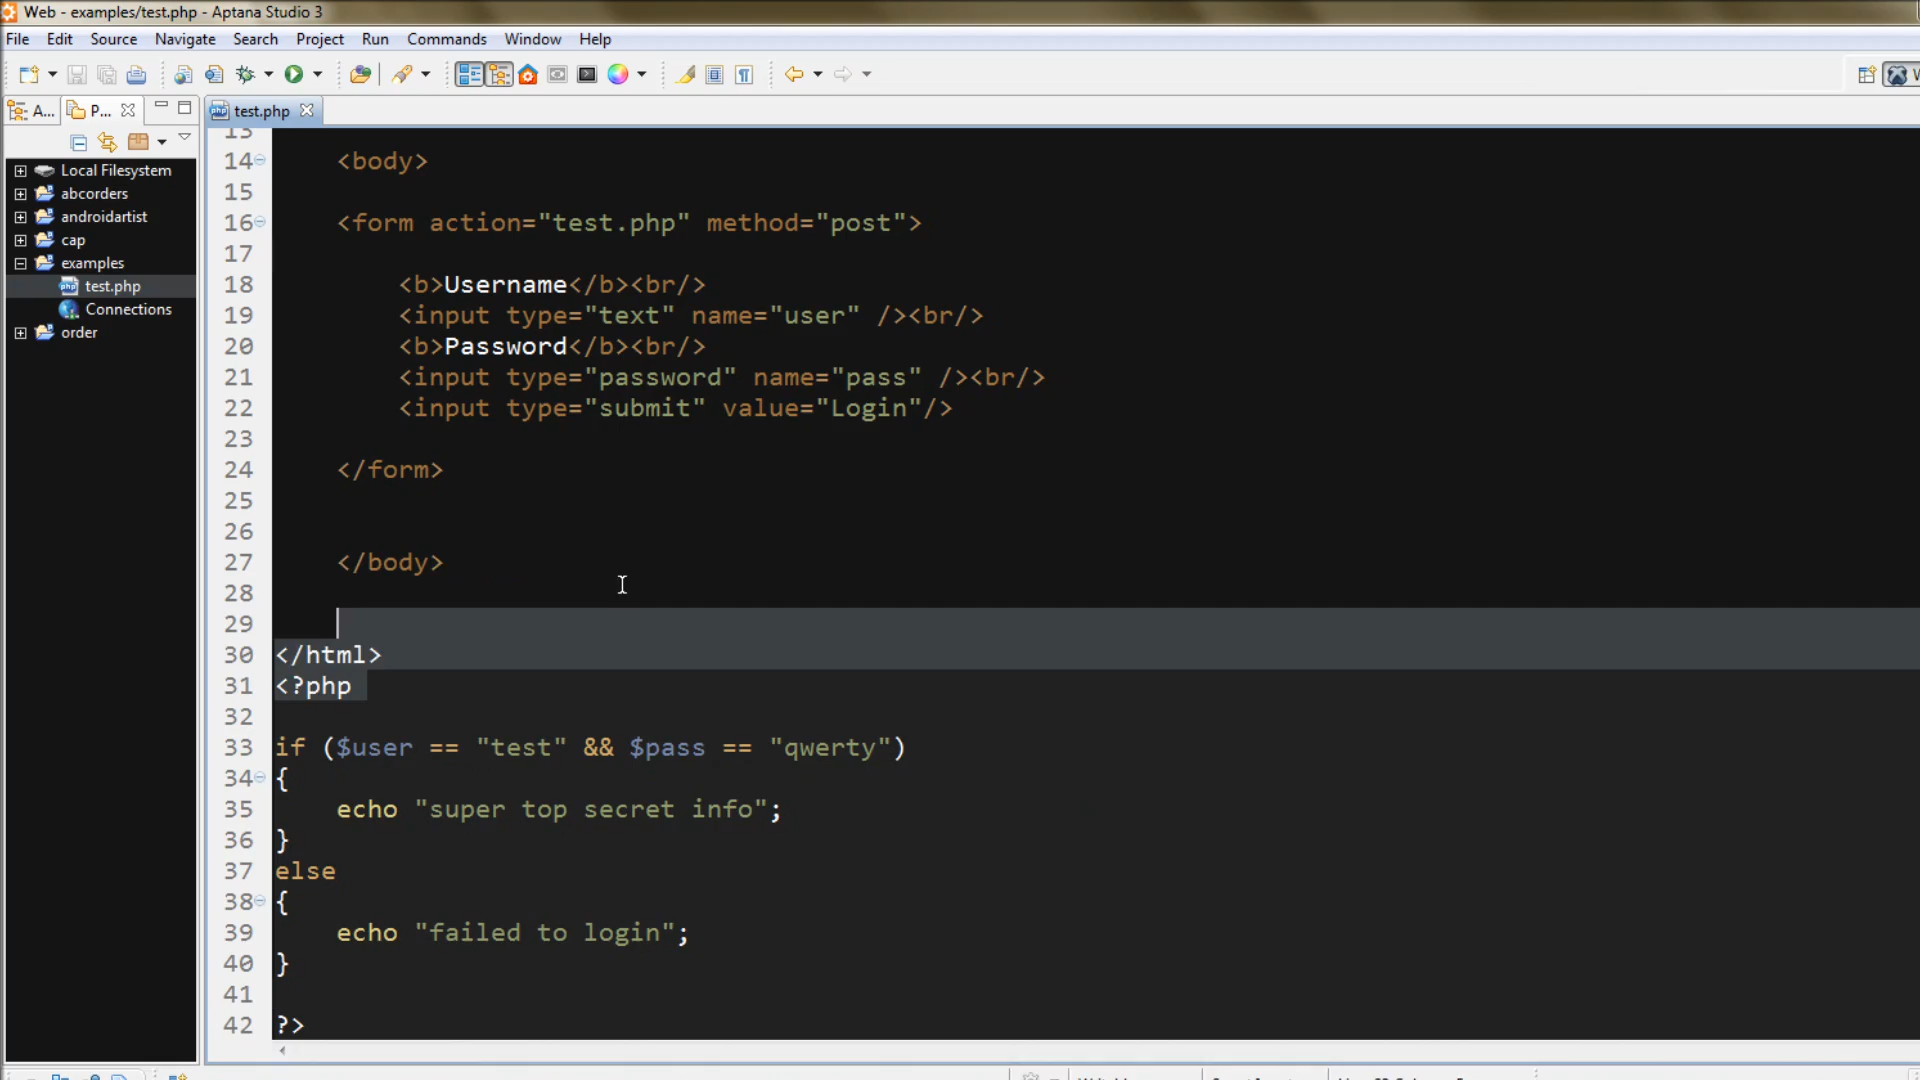 Web - examples/test.php - Aptana Studio 3
File Edit Source Navigate Search Project Run Commands Window Help
A... P... test.php
Local Filesystem
abcorders
androidartist
cap
examples
test.php
Connections
order
13
14 <body>
15
16 <form action="test.php" method="post">
17
18 <b>Username</b><br/>
19 <input type="text" name="user" /><br/>
20 <b>Password</b><br/>
21 <input type="password" name="pass" /><br/>
22 <input type="submit" value="Login"/>
23
24 </form>
25
26
27 </body>
28
29
30 </html>
31 <?php
32
33 if ($user == "test" && $pass == "qwerty")
34 {
35 echo "super top secret info";
36 }
37 else
38 {
39 echo "failed to login";
40 }
41
42 ?>